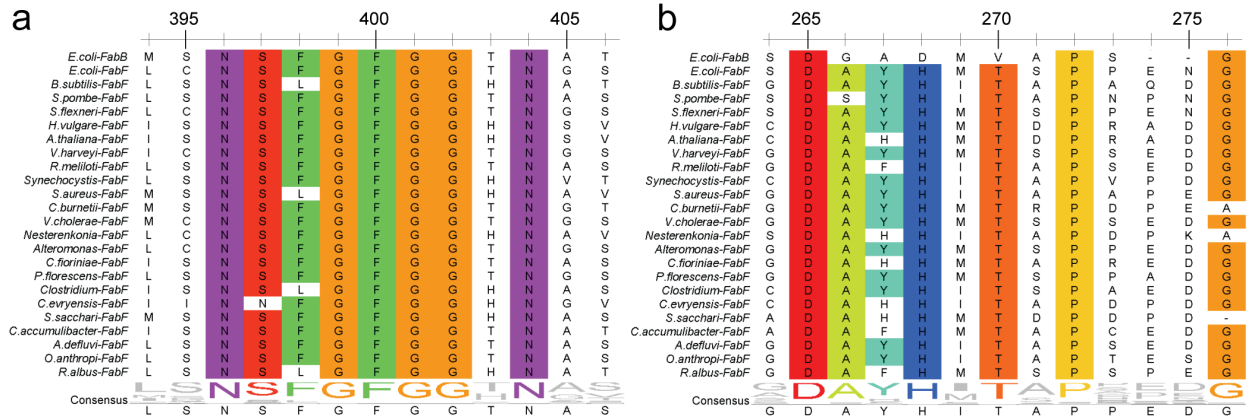 a
395 400 405
E.coli-FabB M S N S F G F G G T N A T
E.coli-FabF L C N S F G F G G T N G S
B.subtilis-FabF L S N S L G F G G H N A T
S.pombe-FabF L S N S F G F G G T N A S
S.flexneri-FabF L C N S F G F G G T N G S
H.vulgare-FabF I S N S F G F G G H N S V
A.thaliana-FabF I S N S F G F G G H N S V
V.harveyi-FabF I C N S F G F G G T N G S
R.meliloti-FabF L S N S F G F G G T N A S
Synechocystis-FabF L S N S F G F G G H N V T
S.aureus-FabF M S N S L G F G G H N A V
C.burnetii-FabF M C N S F G F G G T N G T
V.cholerae-FabF M C N S F G F G G T N G S
Nesterenkonia-FabF L C N S F G F G G H N A V
Alteromonas-FabF L C N S F G F G G T N G S
C.fioriniae-FabF I S N S F G F G G T N A S
P.florescens-FabF L S N S F G F G G T N G S
Clostridium-FabF I S N S L G F G G H N A S
C.evryensis-FabF I I N N F G F G G H N G V
S.sacchari-FabF M S N S F G F G G H N A S
C.accumulibacter-FabF I S N S F G F G G T N A T
A.defluvi-FabF L S N S F G F G G T N A S
O.anthropi-FabF L S N S F G F G G T N A S
R.albus-FabF L S N S L G F G G T N A T
L S N S F G F G G T N A S
Consensus
L S N S F G F G G T N A S
b
265 270 275
E.coli-FabB S D G A D M V A P S - - G
E.coli-FabF S D A Y H M T S P P E N G
B.subtilis-FabF G D A Y H I T A P A Q D G
S.pombe-FabF S D S Y H I T A P N P N G
S.flexneri-FabF S D A Y H M T S P P E N G
H.vulgare-FabF C D A Y H M T D P R A D G
A.thaliana-FabF C D A H H M T D P R A D G
V.harveyi-FabF G D A Y H M T S P S E D G
R.meliloti-FabF G D A F H I T A P S E D G
Synechocystis-FabF C D A Y H I T A P V P D G
S.aureus-FabF G D A Y H I T A P A P E G
C.burnetii-FabF G D A Y H M T R P D P E A
V.cholerae-FabF G D A Y H M T S P S E D G
Nesterenkonia-FabF S D A H H I T A P D P K A
Alteromonas-FabF G D A Y H M T S P P E D G
C.fioriniae-FabF G D A H H M T A P R E D G
P.florescens-FabF G D A Y H M T S P P A D G
Clostridium-FabF C D A Y H I T S P A E D G
C.evryensis-FabF C D A H H I T A P D P D G
S.sacchari-FabF A D A H H I T A P D P D -
C.accumulibacter-FabF A D A F H M T A P C E D G
A.defluvi-FabF G D A Y H I T A P S E D G
O.anthropi-FabF G D A Y H I T A P T E S G
R.albus-FabF G D A F H M T S P S P E G
G D A Y H I T A P E D G
Consensus
G D A Y H I T A P P E D G